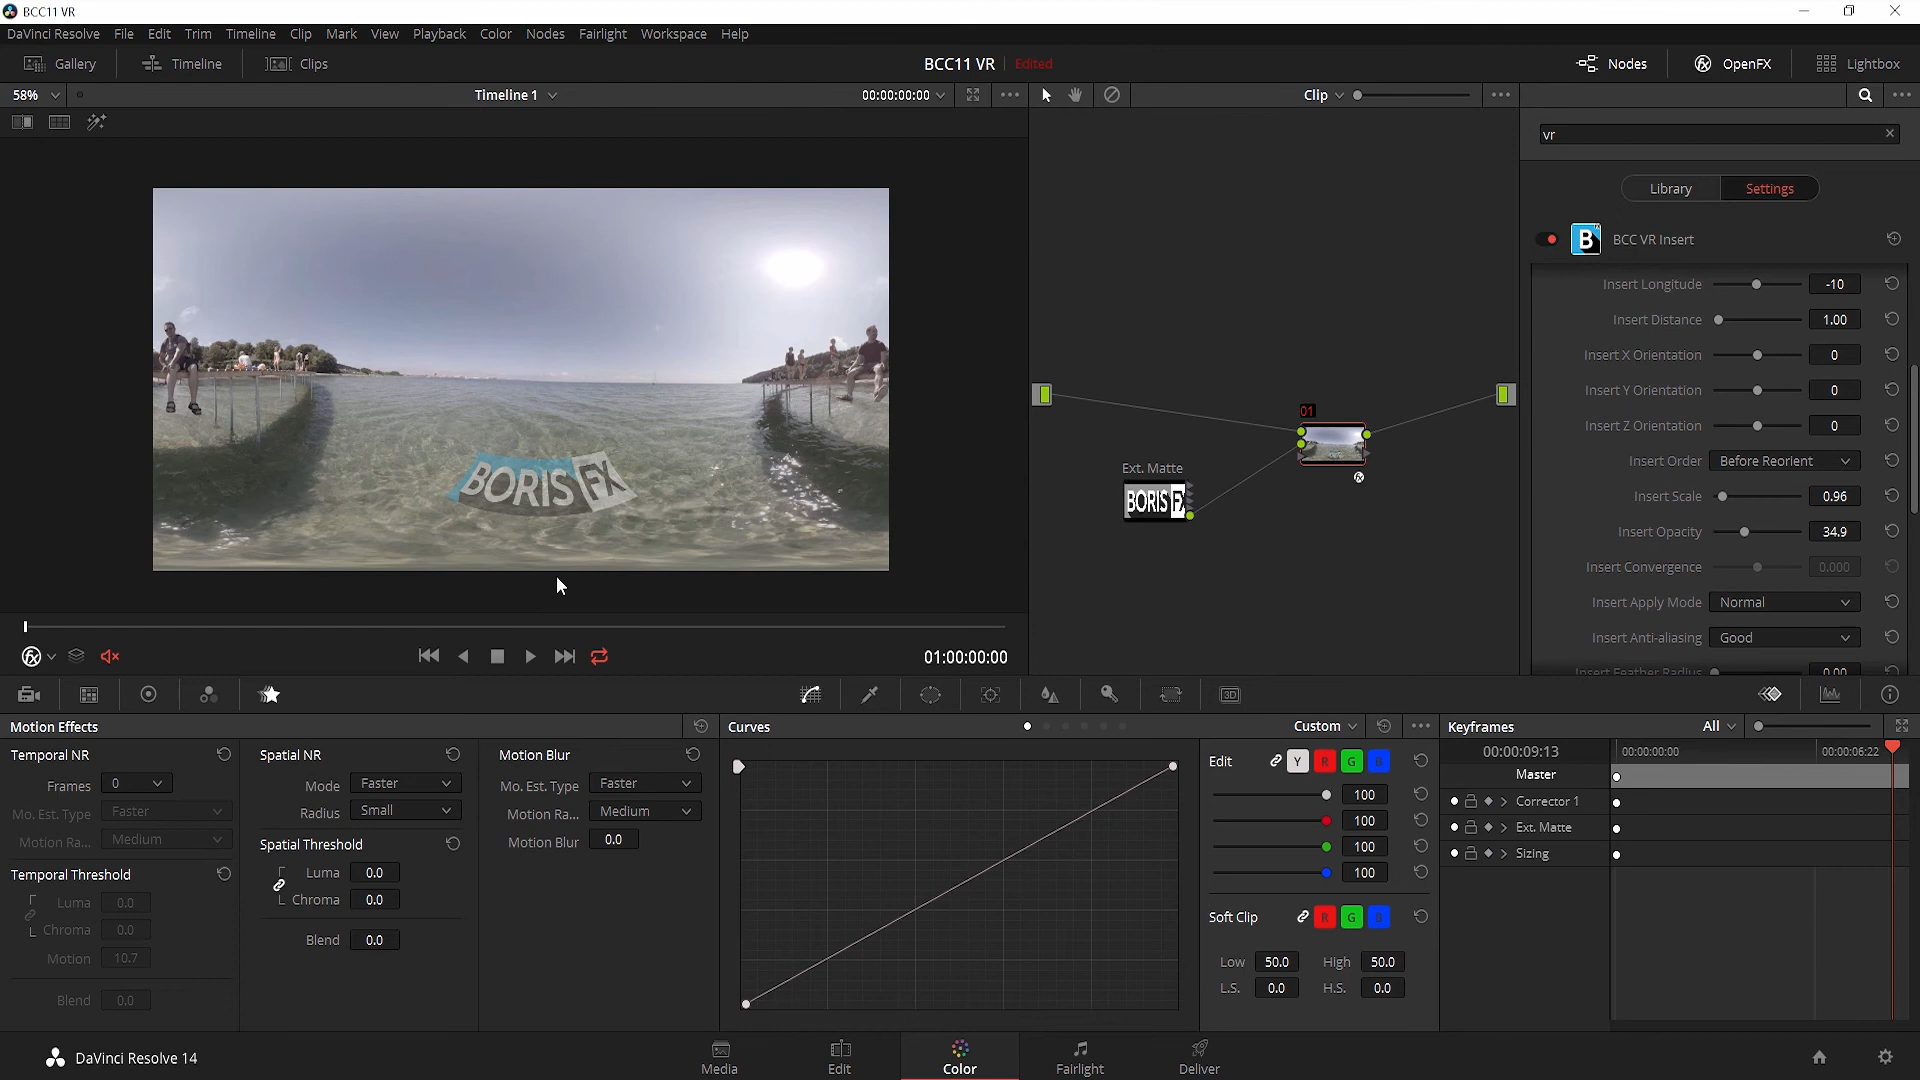 BCC11 VR
DaVinci Resolve File Edit Trim Timeline Clip Mark View Playback Color Nodes Fairlight Workspace Help
Gallery Timeline Clips BCC11 VR Edited Nodes OpenFX Lightbox
58% Timeline 1 00:00:00:00 Clip
vr
Library Settings
BCC VR Insert
Insert Longitude -10
Insert Distance 1.00
Insert X Orientation 0
Insert Y Orientation 0
Insert Z Orientation 0
Insert Order Before Reorient
Insert Scale 0.96
Insert Opacity 34.9
Insert Convergence 0.000
Insert Apply Mode Normal
Insert Anti-aliasing Good
Insert Feather Radius 0.00
BORIS FX
01
Ext. Matte
BORIS FX
01:00:00:00
3D
Motion Effects
Temporal NR
Frames 0
Mo. Est. Type Faster
Motion Ra... Medium
Temporal Threshold
Luma 0.0
Chroma 0.0
Motion 10.7
Blend 0.0
Spatial NR
Mode Faster
Radius Small
Spatial Threshold
Luma 0.0
Chroma 0.0
Blend 0.0
Motion Blur
Mo. Est. Type Faster
Motion Ra... Medium
Motion Blur 0.0
Curves Custom
Edit Y R G B
100
100
100
100
Soft Clip R G B
Low 50.0 High 50.0
L.S. 0.0 H.S. 0.0
Keyframes All
00:00:09:13 00:00:00:00 00:00:06:22
Master
Corrector 1
Ext. Matte
Sizing
DaVinci Resolve 14 Media Edit Color Fairlight Deliver